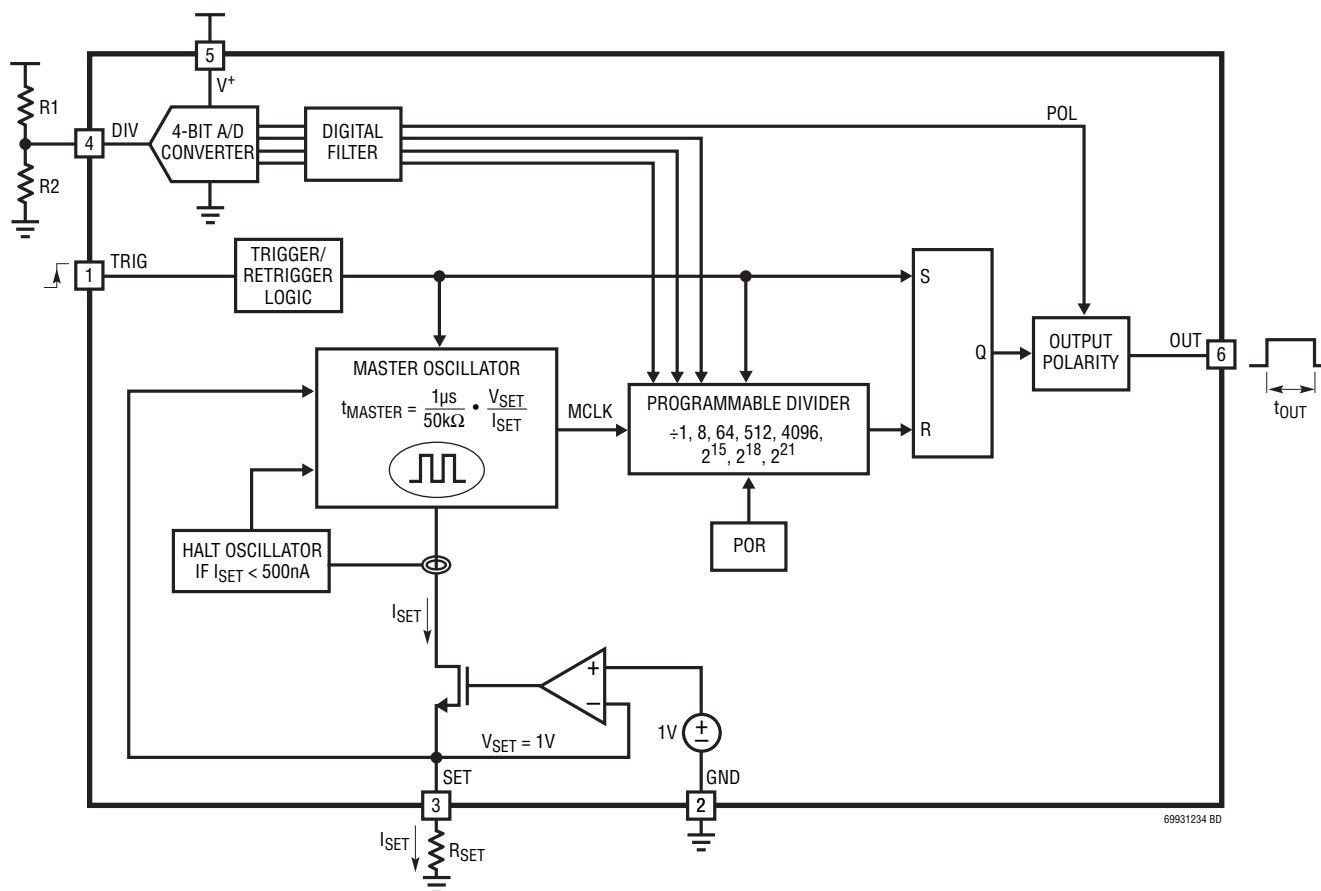 5
V+
R1
4
DIV
4-BIT A/D
CONVERTER
DIGITAL
FILTER
POL
R2
1
TRIG
TRIGGER/
RETRIGGER
LOGIC
S
Q
R
OUTPUT
POLARITY
OUT
6
tOUT
MASTER OSCILLATOR
tMASTER = 1µs/50kΩ • VSET/ISET
MCLK
PROGRAMMABLE DIVIDER
÷1, 8, 64, 512, 4096,
2^15, 2^18, 2^21
POR
HALT OSCILLATOR
IF ISET < 500nA
ISET
+
−
1V
+
−
VSET = 1V
SET
3
GND
2
ISET
RSET
69931234 BD